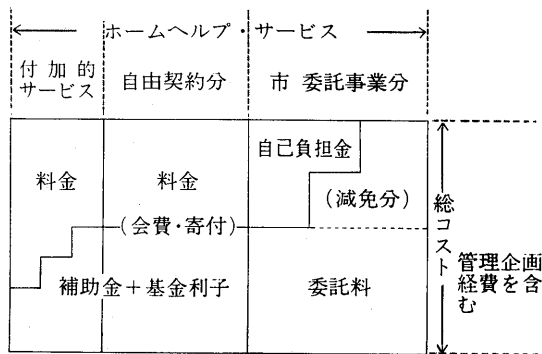 ホームヘルプ・サービス
付加的
サービス
自由契約分
市 委託事業分
料金
料金
自己負担金
(減免分)
(会費・寄付)
補助金+基金利子
委託料
総コスト
管理企画
経費を含
む